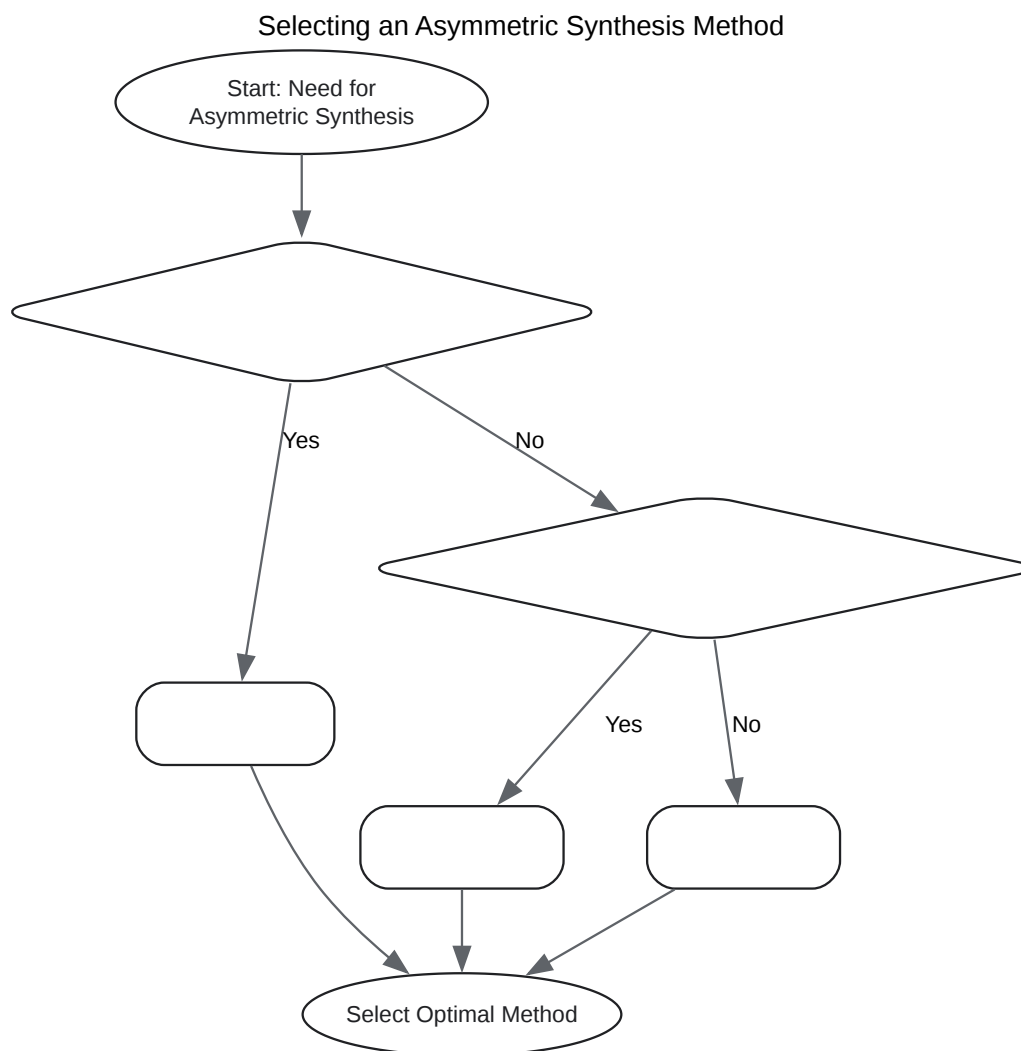 Selecting an Asymmetric Synthesis Method
Start: Need for
Asymmetric Synthesis
Yes
No
Yes
No
Select Optimal Method